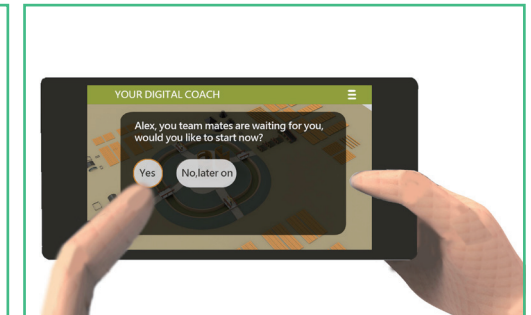 YOUR DIGITAL COACH
Alex, you team mates are waiting for you,
would you like to start now?
Yes
No,later on